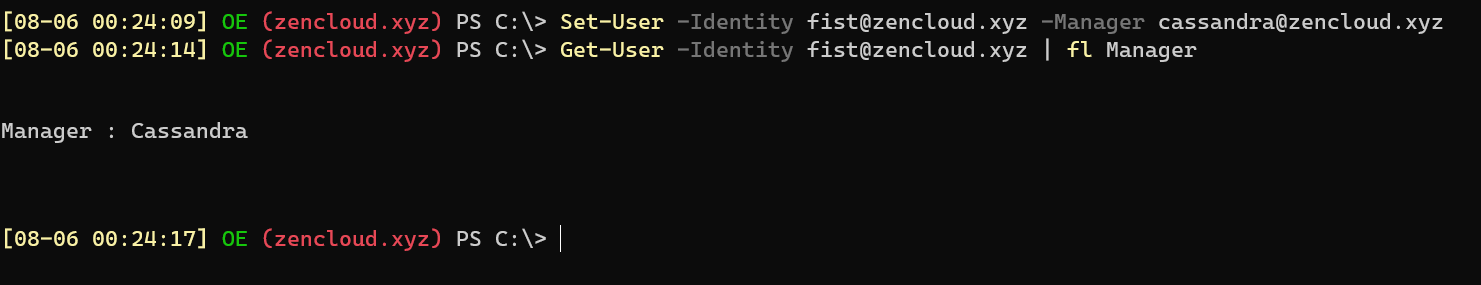 [08-06 00:24:09] OE (zencloud.xyz) PS C:\> Set-User -Identity fist@zencloud.xyz -Manager cassandra@zencloud.xyz
[08-06 00:24:14] OE (zencloud.xyz) PS C:\> Get-User -Identity fist@zencloud.xyz | fl Manager
Manager : Cassandra
[08-06 00:24:17] OE (zencloud.xyz) PS C:\>